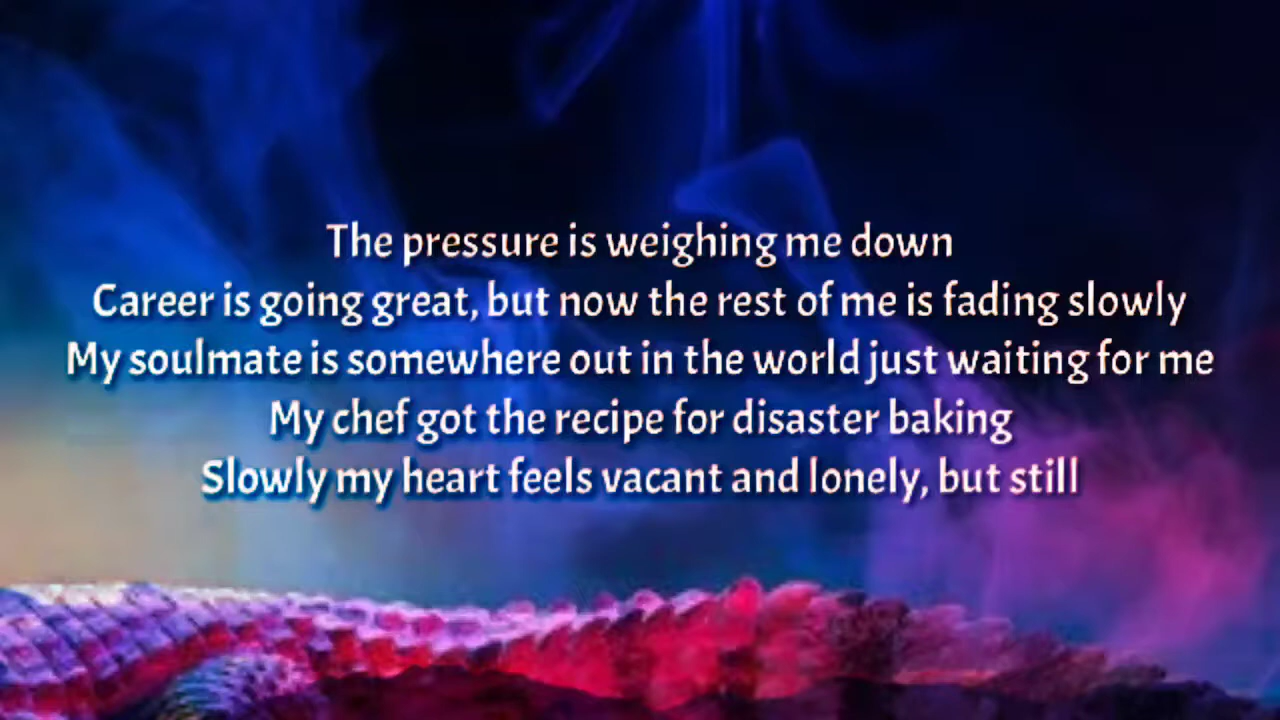 The pressure is weighing me down
Career is going great, but now the rest of me is fading slowly
My soulmate is somewhere out in the world just waiting for me
My chef got the recipe for disaster baking
Slowly my heart feels vacant and lonely, but still